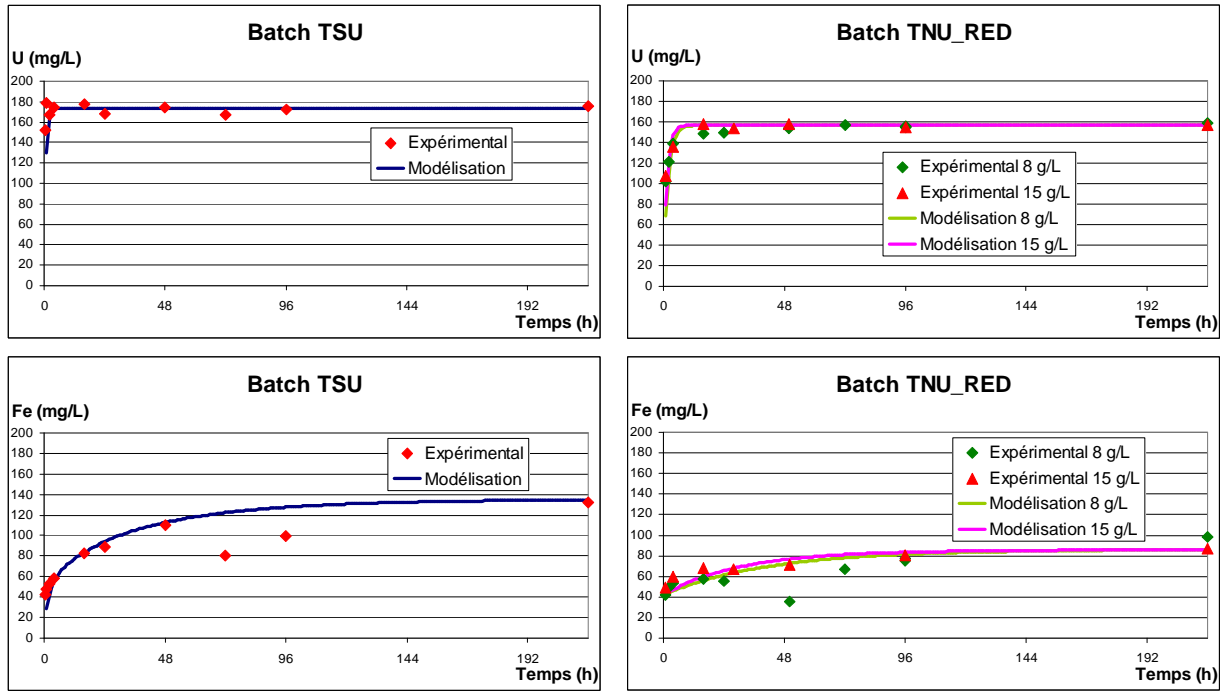 Batch TSU
U (mg/L)
200
180
160
140
120
100
80
60
40
20
0
0 48 96 144 192
Temps (h)
Expérimental
Modélisation
Batch TNU_RED
U (mg/L)
200
180
160
140
120
100
80
60
40
20
0
0 48 96 144 192
Temps (h)
Expérimental 8 g/L
Expérimental 15 g/L
Modélisation 8 g/L
Modélisation 15 g/L
Batch TSU
Fe (mg/L)
200
180
160
140
120
100
80
60
40
20
0
0 48 96 144 192
Temps (h)
Expérimental
Modélisation
Batch TNU_RED
Fe (mg/L)
200
180
160
140
120
100
80
60
40
20
0
0 48 96 144 192
Temps (h)
Expérimental 8 g/L
Expérimental 15 g/L
Modélisation 8 g/L
Modélisation 15 g/L